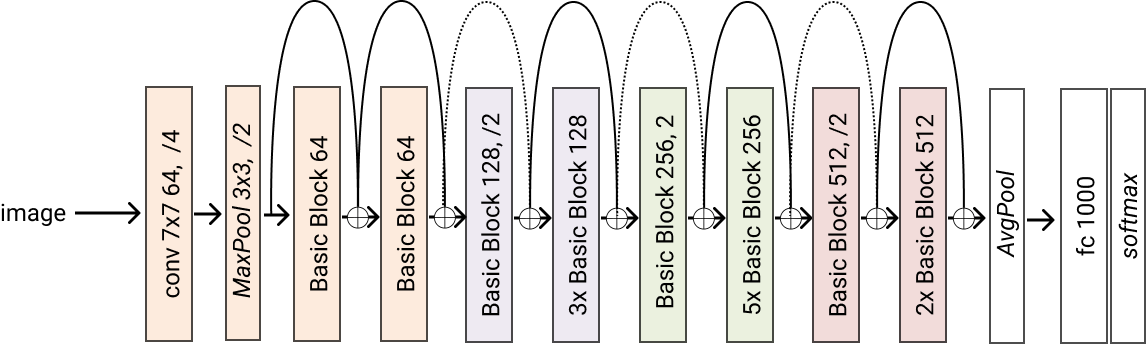 image
conv 7x7 64, /4
MaxPool 3x3, /2
Basic Block 64
Basic Block 64
Basic Block 128, /2
3x Basic Block 128
Basic Block 256, 2
5x Basic Block 256
Basic Block 512, /2
2x Basic Block 512
AvgPool
fc 1000
softmax